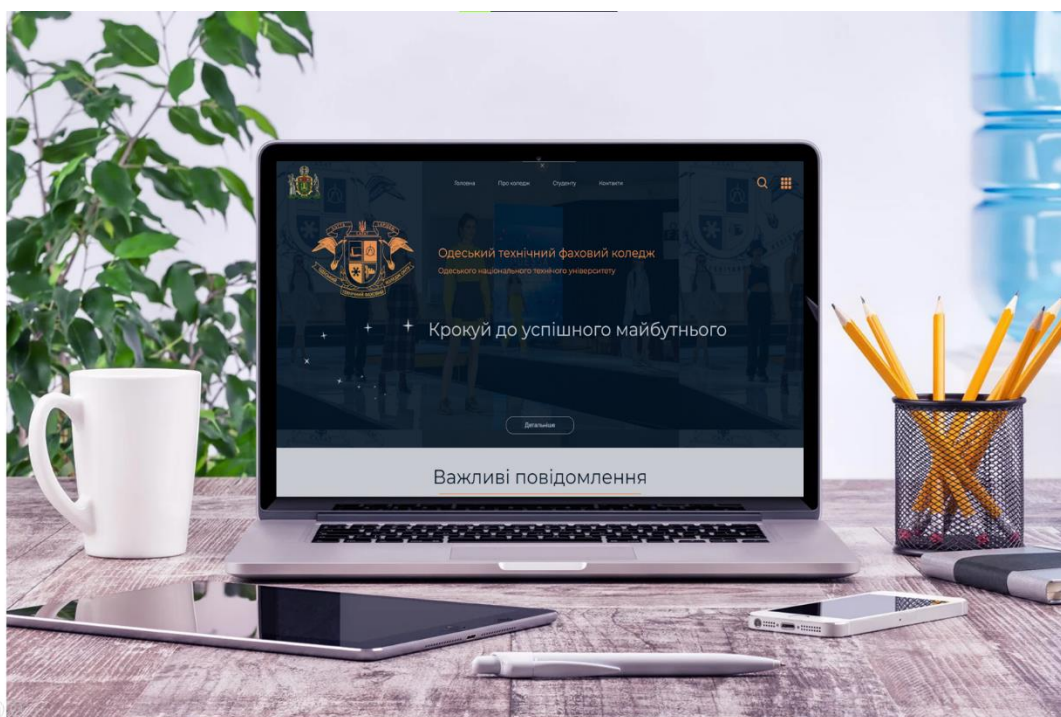 Головна Про коледж Студенту Контакти
Одеський технічний фаховий коледж
Одеського національного технічного університету
Крокуй до успішного майбутнього
Детальніше
Важливі повідомлення